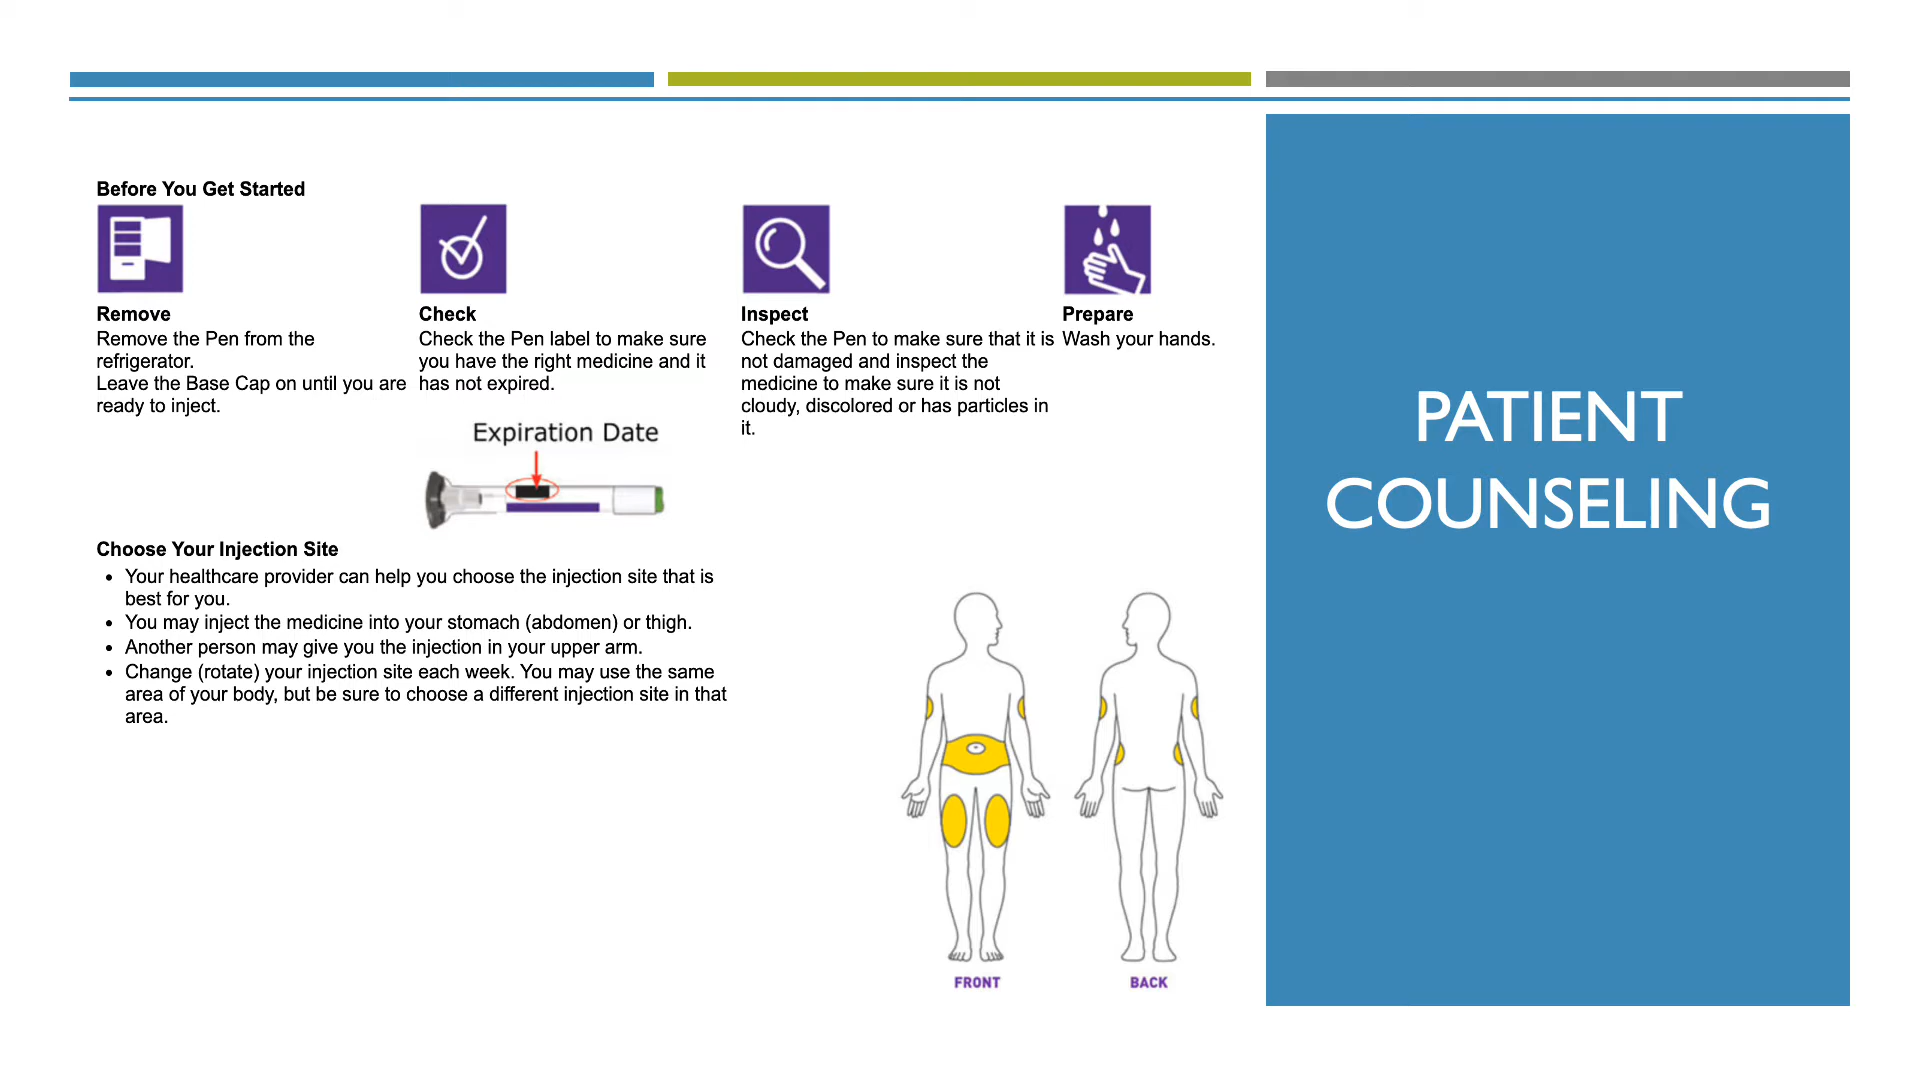 Before You Get Started
Remove
Remove the Pen from the
refrigerator.
Leave the Base Cap on until you are
ready to inject.
Check
Check the Pen label to make sure
you have the right medicine and it
has not expired.
Expiration Date
Inspect
Check the Pen to make sure that it is
not damaged and inspect the
medicine to make sure it is not
cloudy, discolored or has particles in
it.
Prepare
Wash your hands.
Choose Your Injection Site
• Your healthcare provider can help you choose the injection site that is
best for you.
• You may inject the medicine into your stomach (abdomen) or thigh.
• Another person may give you the injection in your upper arm.
• Change (rotate) your injection site each week. You may use the same
area of your body, but be sure to choose a different injection site in that
area.
FRONT
BACK
PATIENT
COUNSELING